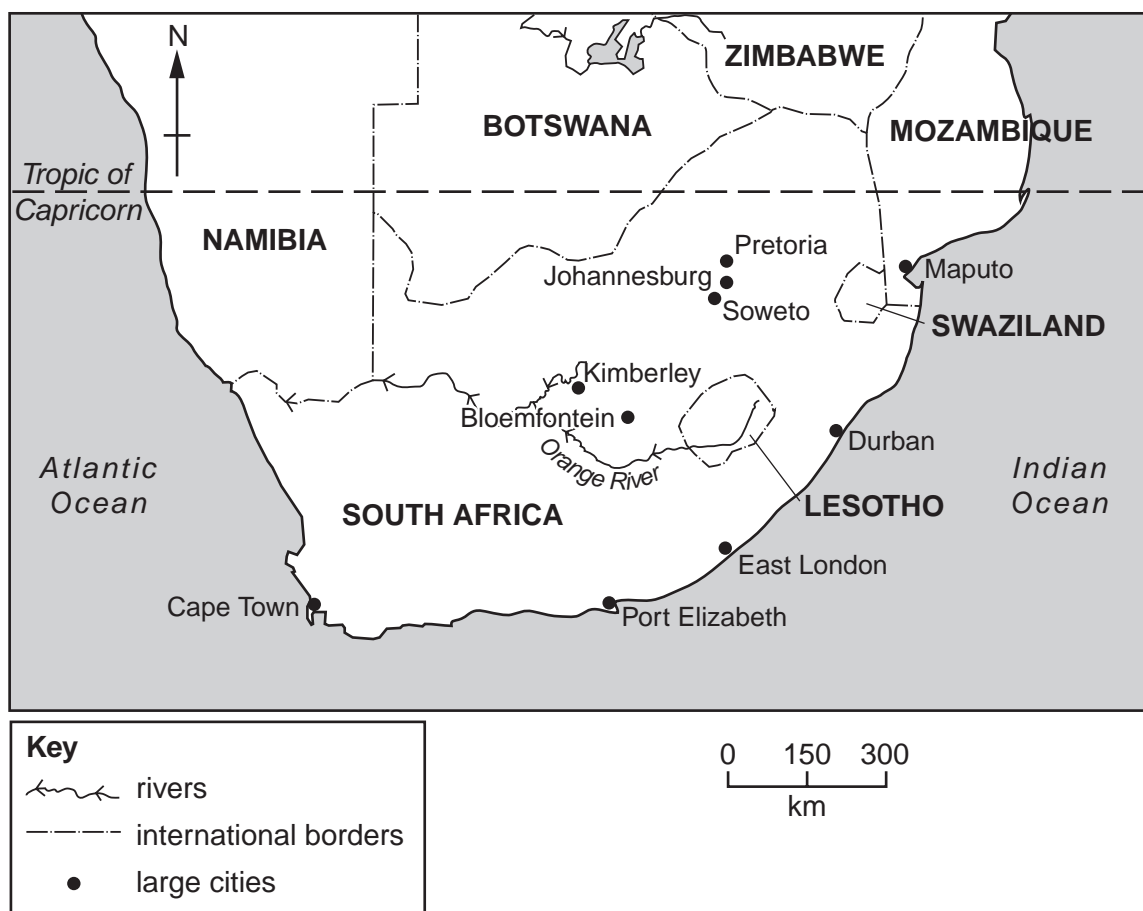 N
ZIMBABWE
BOTSWANA
MOZAMBIQUE
Tropic of
Capricorn
NAMIBIA
Pretoria
Johannesburg
Maputo
Soweto
SWAZILAND
Kimberley
Bloemfontein
Durban
Orange River
Atlantic
Ocean
Indian
Ocean
SOUTH AFRICA
LESOTHO
East London
Cape Town
Port Elizabeth
Key
rivers
international borders
large cities
0 150 300
km